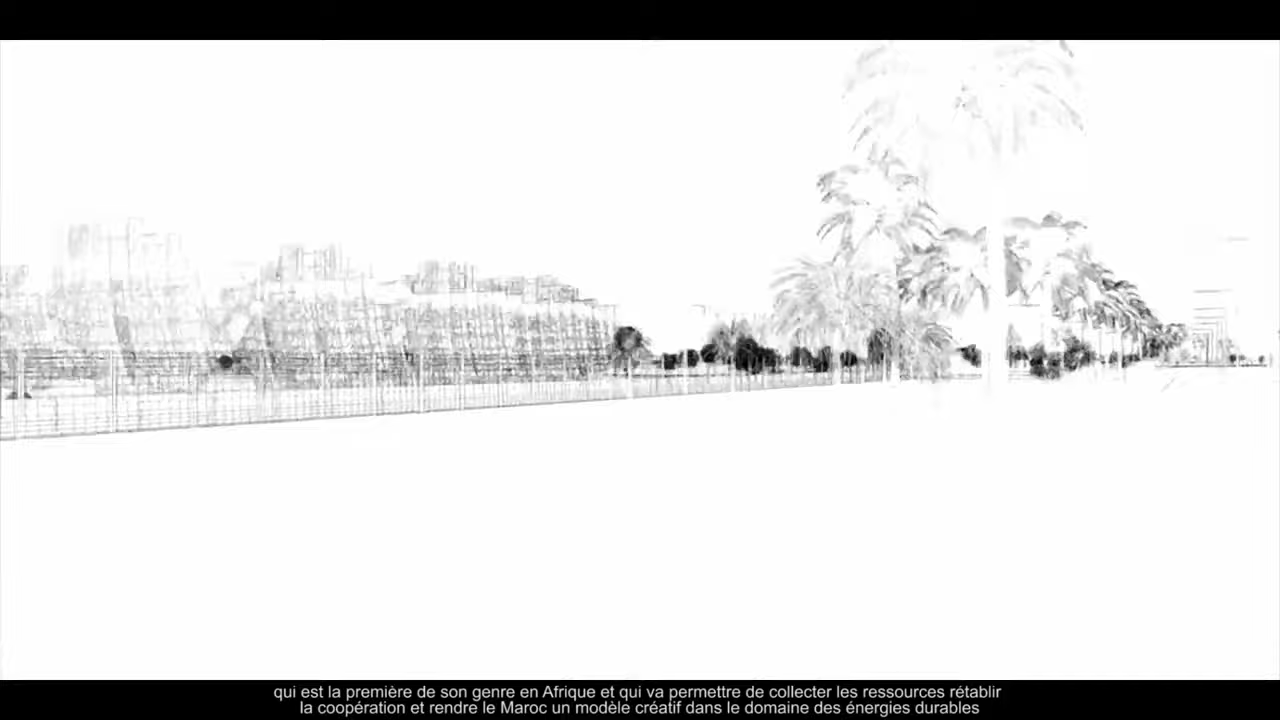 qui est la première de son genre en Afrique et qui va permettre de collecter les ressources rétablir
la coopération et rendre le Maroc un modèle créatif dans le domaine des énergies durables